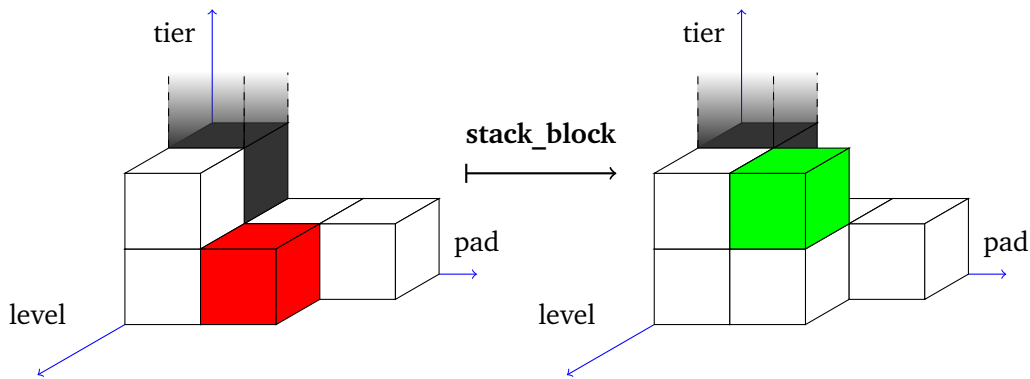 tier
tier
stack_block
pad
pad
level
level